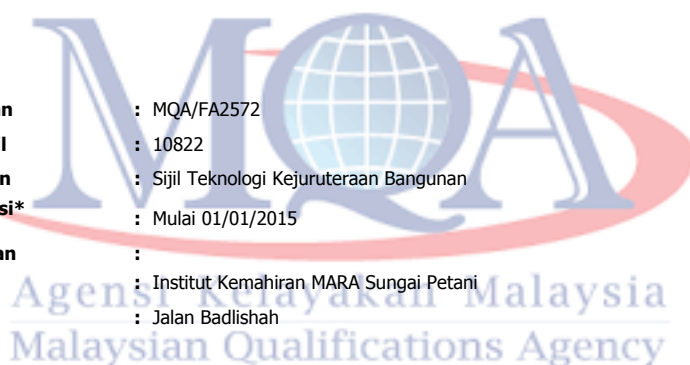 MQA
an : MQA/FA2572
l : 10822
n : Sijil Teknologi Kejuruteraan Bangunan
si* : Mulai 01/01/2015
an :
: Institut Kemahiran MARA Sungai Petani
Agensi Kelayakan Malaysia
: Jalan Badlishah
Malaysian Qualifications Agency